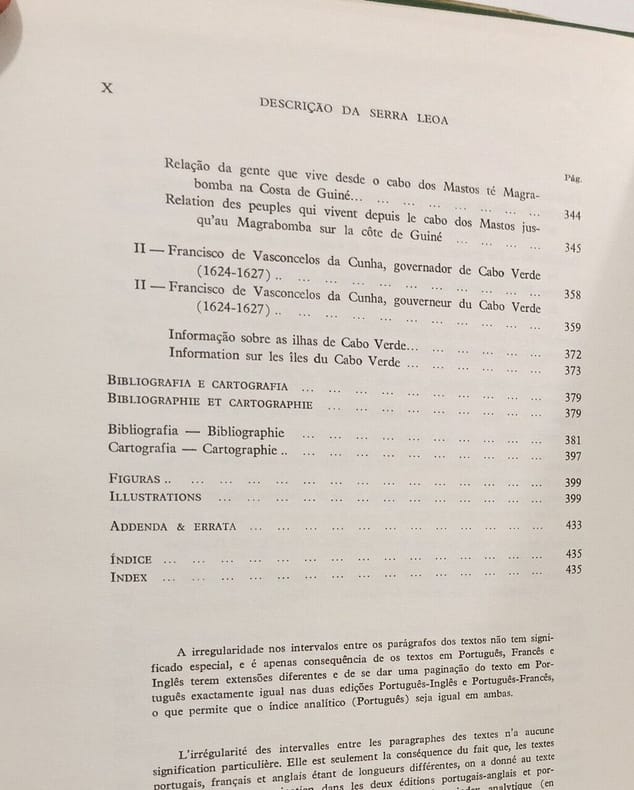 X
DESCRIÇÃO DA SERRA LEOA
Pág.
Relação da gente que vive desde o cabo dos Mastos té Magra-
bomba na Costa de Guiné... ... ... ... ... ... ... ... 344
Relation des peuples qui vivent depuis le cabo dos Mastos jus-
qu'au Magrabomba sur la côte de Guiné ... ... ... ... 345
II — Francisco de Vasconcelos da Cunha, governador de Cabo Verde
(1624-1627) .. ... ... ... ... ... ... ... ... ... 358
II — Francisco de Vasconcelos da Cunha, gouverneur du Cabo Verde
(1624-1627) .. ... ... ... ... ... ... ... ... ... 359
Informação sobre as ilhas de Cabo Verde... ... ... ... ... 372
Information sur les îles du Cabo Verde ... ... ... ... ... 373
BIBLIOGRAFIA E CARTOGRAFIA ... ... ... ... ... ... ... ... ... 379
BIBLIOGRAPHIE ET CARTOGRAPHIE ... ... ... ... ... ... ... ... 379
Bibliografia — Bibliographie ... ... ... ... ... ... ... ... ... 381
Cartografia — Cartographie .. ... ... ... ... ... ... ... ... ... 397
FIGURAS .. ... ... ... ... ... ... ... ... ... ... ... ... ... 399
ILLUSTRATIONS ... ... ... ... ... ... ... ... ... ... ... ... 399
ADDENDA & ERRATA ... ... ... ... ... ... ... ... ... ... ... 433
ÍNDICE ... ... ... ... ... ... ... ... ... ... ... ... ... ... 435
INDEX ... ... ... ... ... ... ... ... ... ... ... ... ... ... 435
A irregularidade nos intervalos entre os parágrafos dos textos não tem signi-
ficado especial, e é apenas consequência de os textos em Português, Francês e
Inglês terem extensões diferentes e de se dar uma paginação do texto em Por-
tuguês exactamente igual nas duas edições Português-Inglês e Português-Francês,
o que permite que o índice analítico (Português) seja igual em ambas.
L'irrégularité des intervalles entre les paragraphes des textes n'a aucune
signification particulière. Elle est seulement la conséquence du fait que, les textes
portugais, français et anglais étant de longueurs différentes, on a donné au texte
dans les deux éditions portugais-anglais et por-
analytique (en